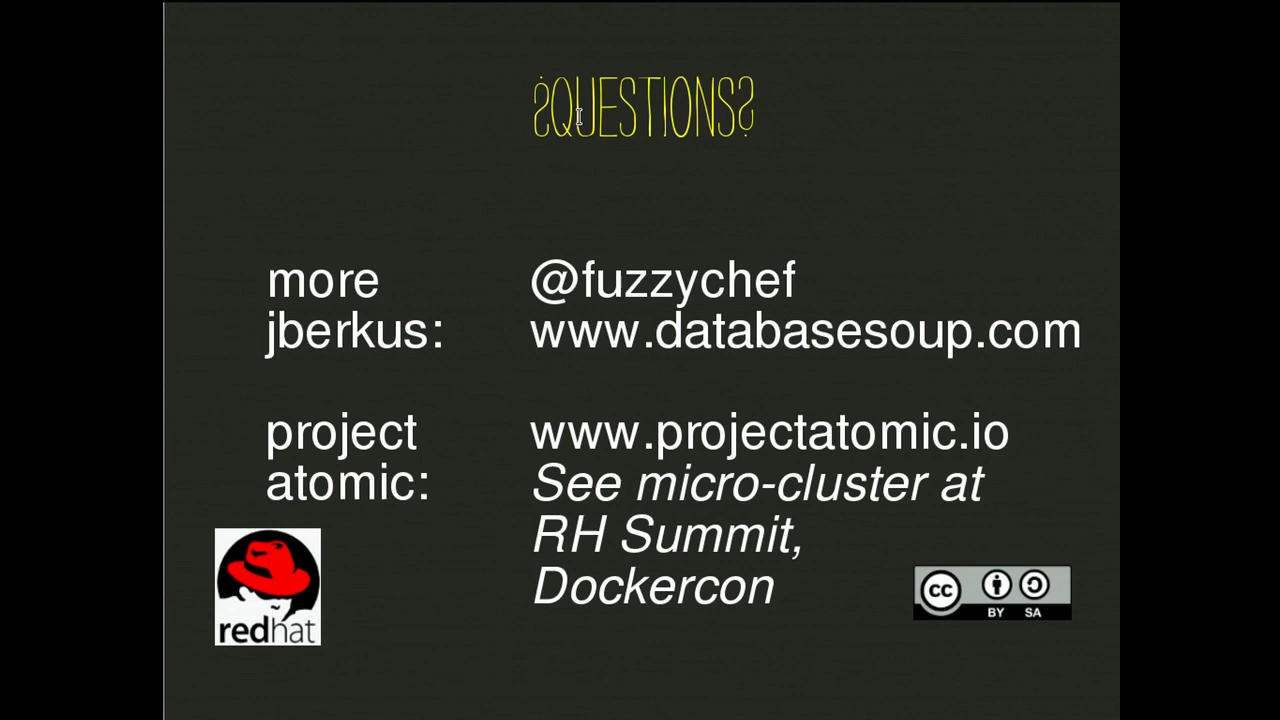 ¿QUESTIONS?
more @fuzzychef
jberkus: www.databasesoup.com
project www.projectatomic.io
atomic: See micro-cluster at
RH Summit,
Dockercon
redhat
cc BY SA